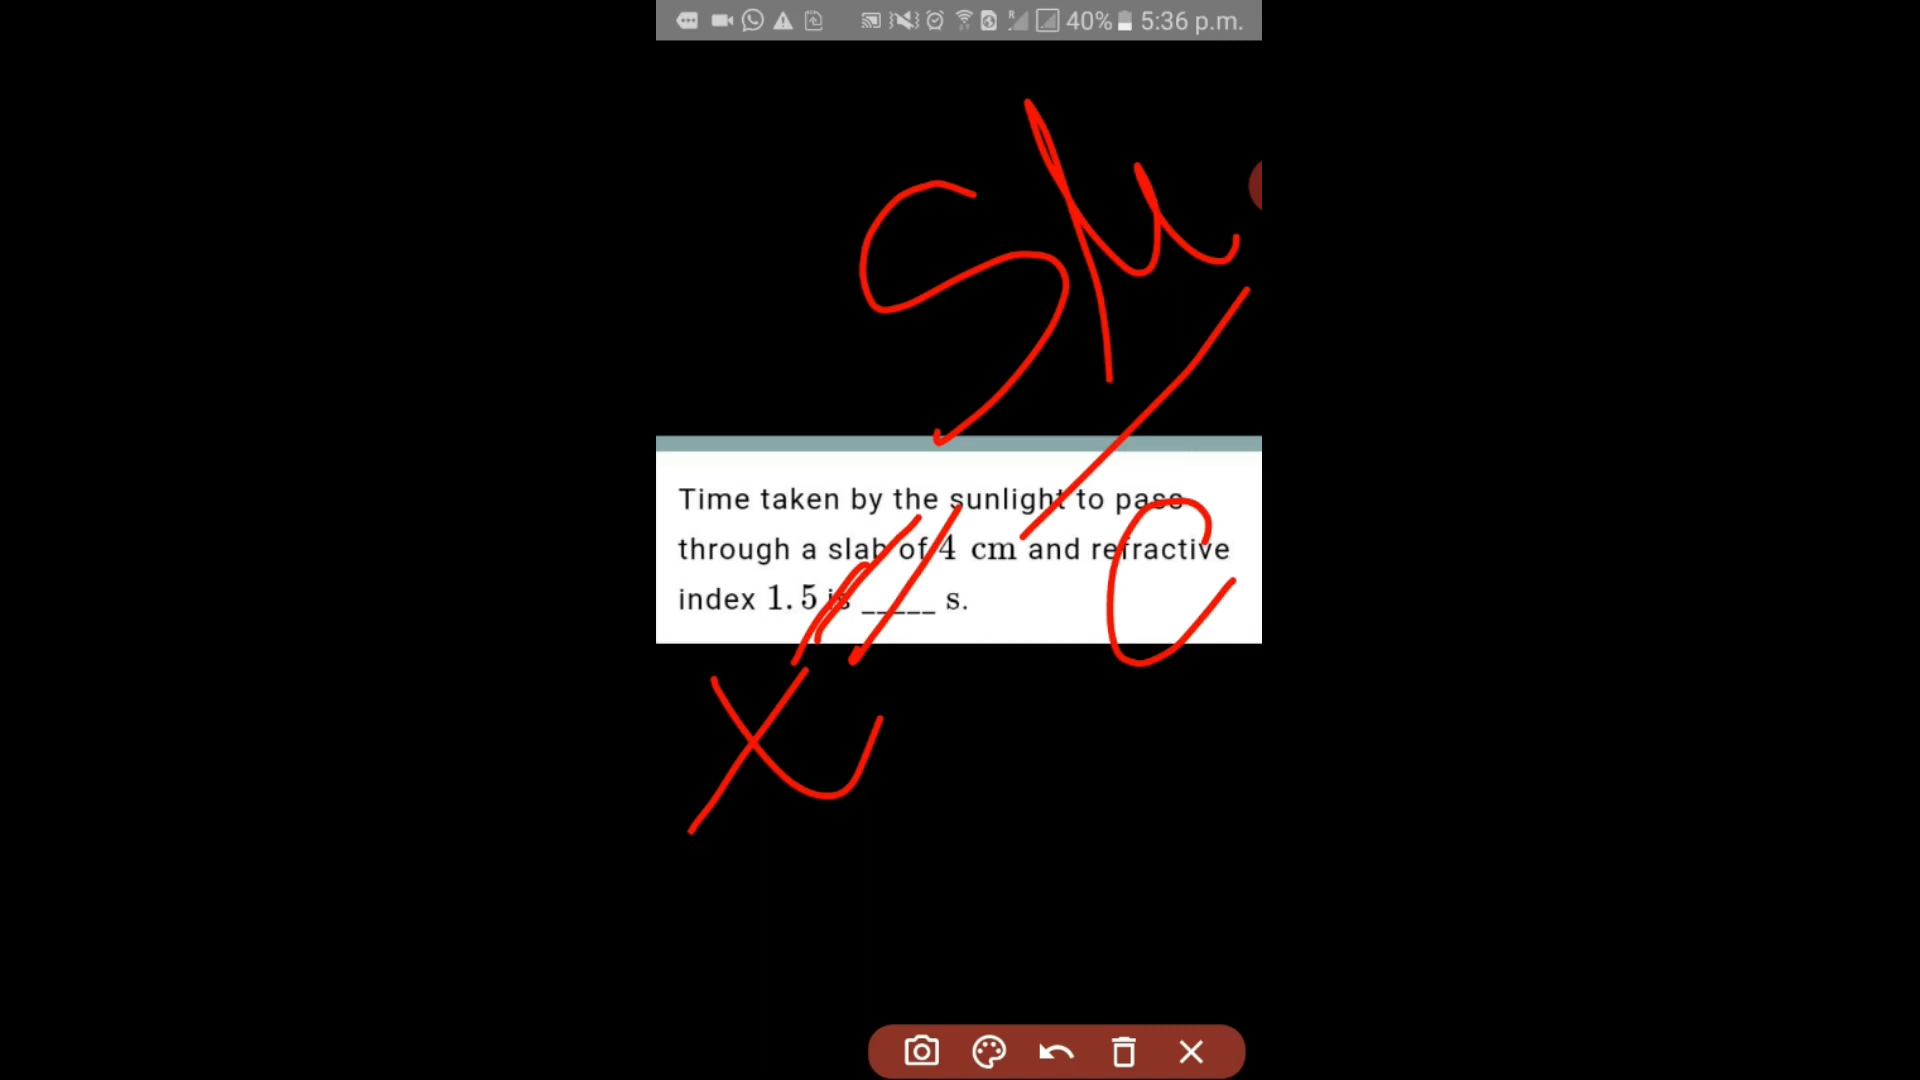 40% 5:36 p.m.
Time taken by the sunlight to pass
through a slab of 4 cm and refractive
index 1.5 is _____ s.